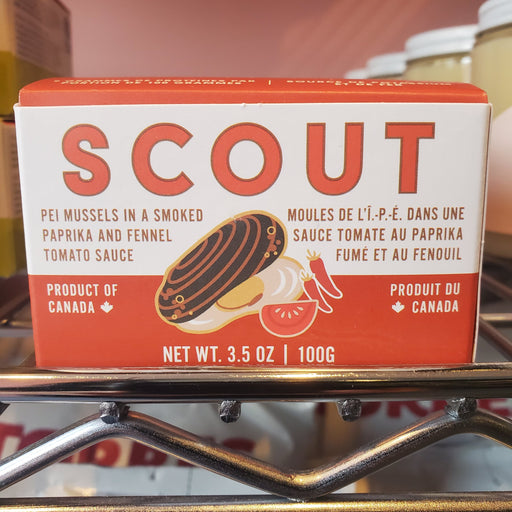 SCOUT
PEI MUSSELS IN A SMOKED
PAPRIKA AND FENNEL
TOMATO SAUCE
MOULES DE L'Î.-P.-É. DANS UNE
SAUCE TOMATE AU PAPRIKA
FUMÉ ET AU FENOUIL
PRODUCT OF
CANADA
PRODUIT DU
CANADA
NET WT. 3.5 OZ | 100G